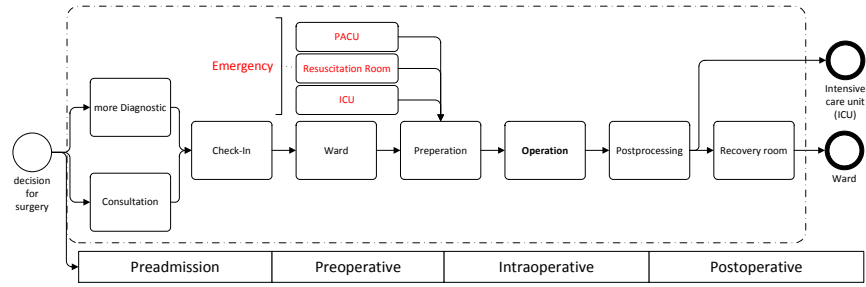 PACU
Emergency
Resuscitation Room
ICU
more Diagnostic
Consultation
decision
for
surgery
Check-In
Ward
Preperation
Operation
Postprocessing
Recovery room
Intensive
care unit
(ICU)
Ward
Preadmission
Preoperative
Intraoperative
Postoperative